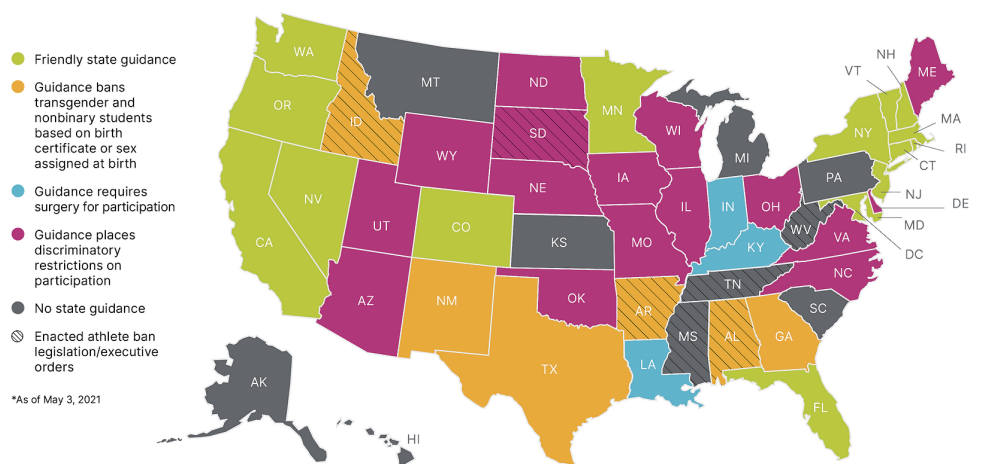 Friendly state guidance
Guidance bans
transgender and
nonbinary students
based on birth
certificate or sex
assigned at birth
Guidance requires
surgery for participation
Guidance places
discriminatory
restrictions on
participation
No state guidance
Enacted athlete ban
legislation/executive
orders
*As of May 3, 2021
WA
OR
CA
NV
ID
MT
WY
UT
AZ
CO
NM
ND
SD
NE
KS
OK
TX
MN
IA
MO
AR
LA
WI
IL
MI
IN
OH
KY
TN
MS
AL
GA
FL
SC
NC
VA
WV
PA
NY
ME
VT
NH
MA
RI
CT
NJ
DE
MD
DC
AK
HI